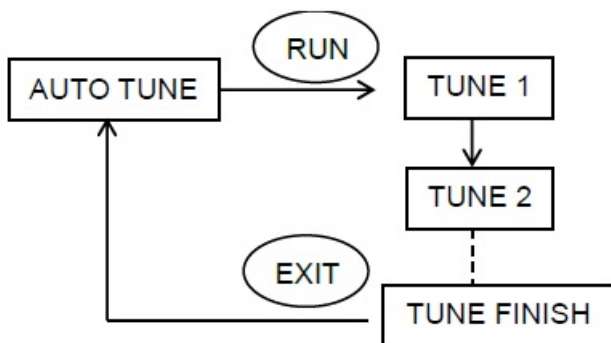 RUN
AUTO TUNE
TUNE 1
TUNE 2
EXIT
TUNE FINISH